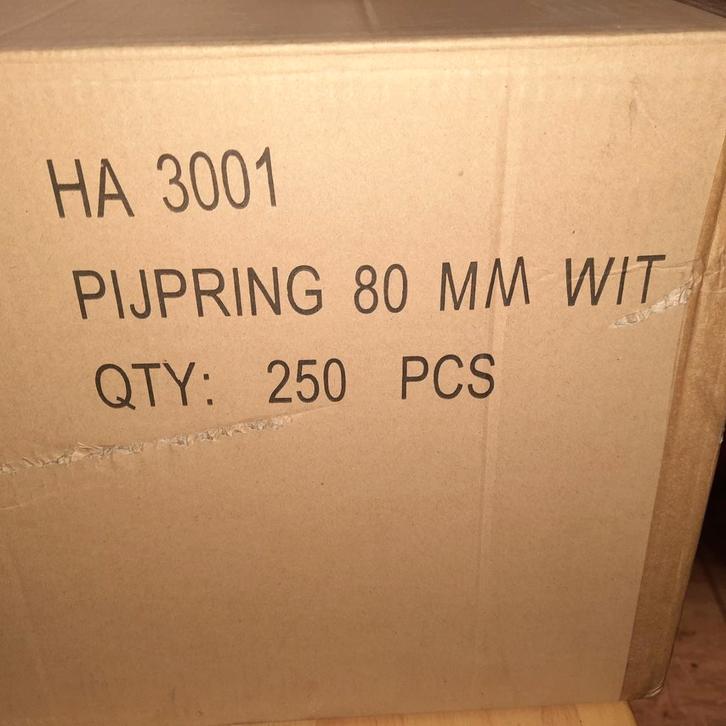 HA 3001
PIJPRING 80 MM WIT
QTY: 250 PCS